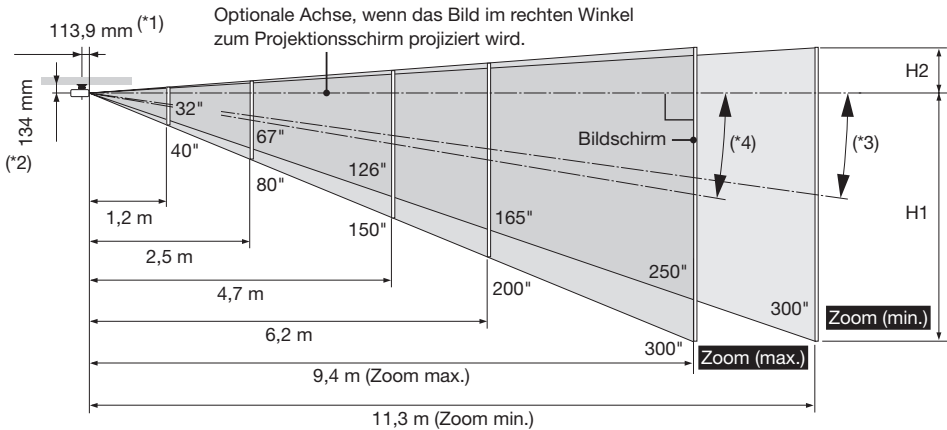 113,9 mm (*1)
Optionale Achse, wenn das Bild im rechten Winkel
zum Projektionsschirm projiziert wird.
134 mm
(*2)
H2
32"
40"
67"
80"
126"
150"
165"
200"
250"
300"
300"
Bildschirm
(*4)
(*3)
H1
1,2 m
2,5 m
4,7 m
6,2 m
Zoom (min.)
Zoom (max.)
9,4 m (Zoom max.)
11,3 m (Zoom min.)